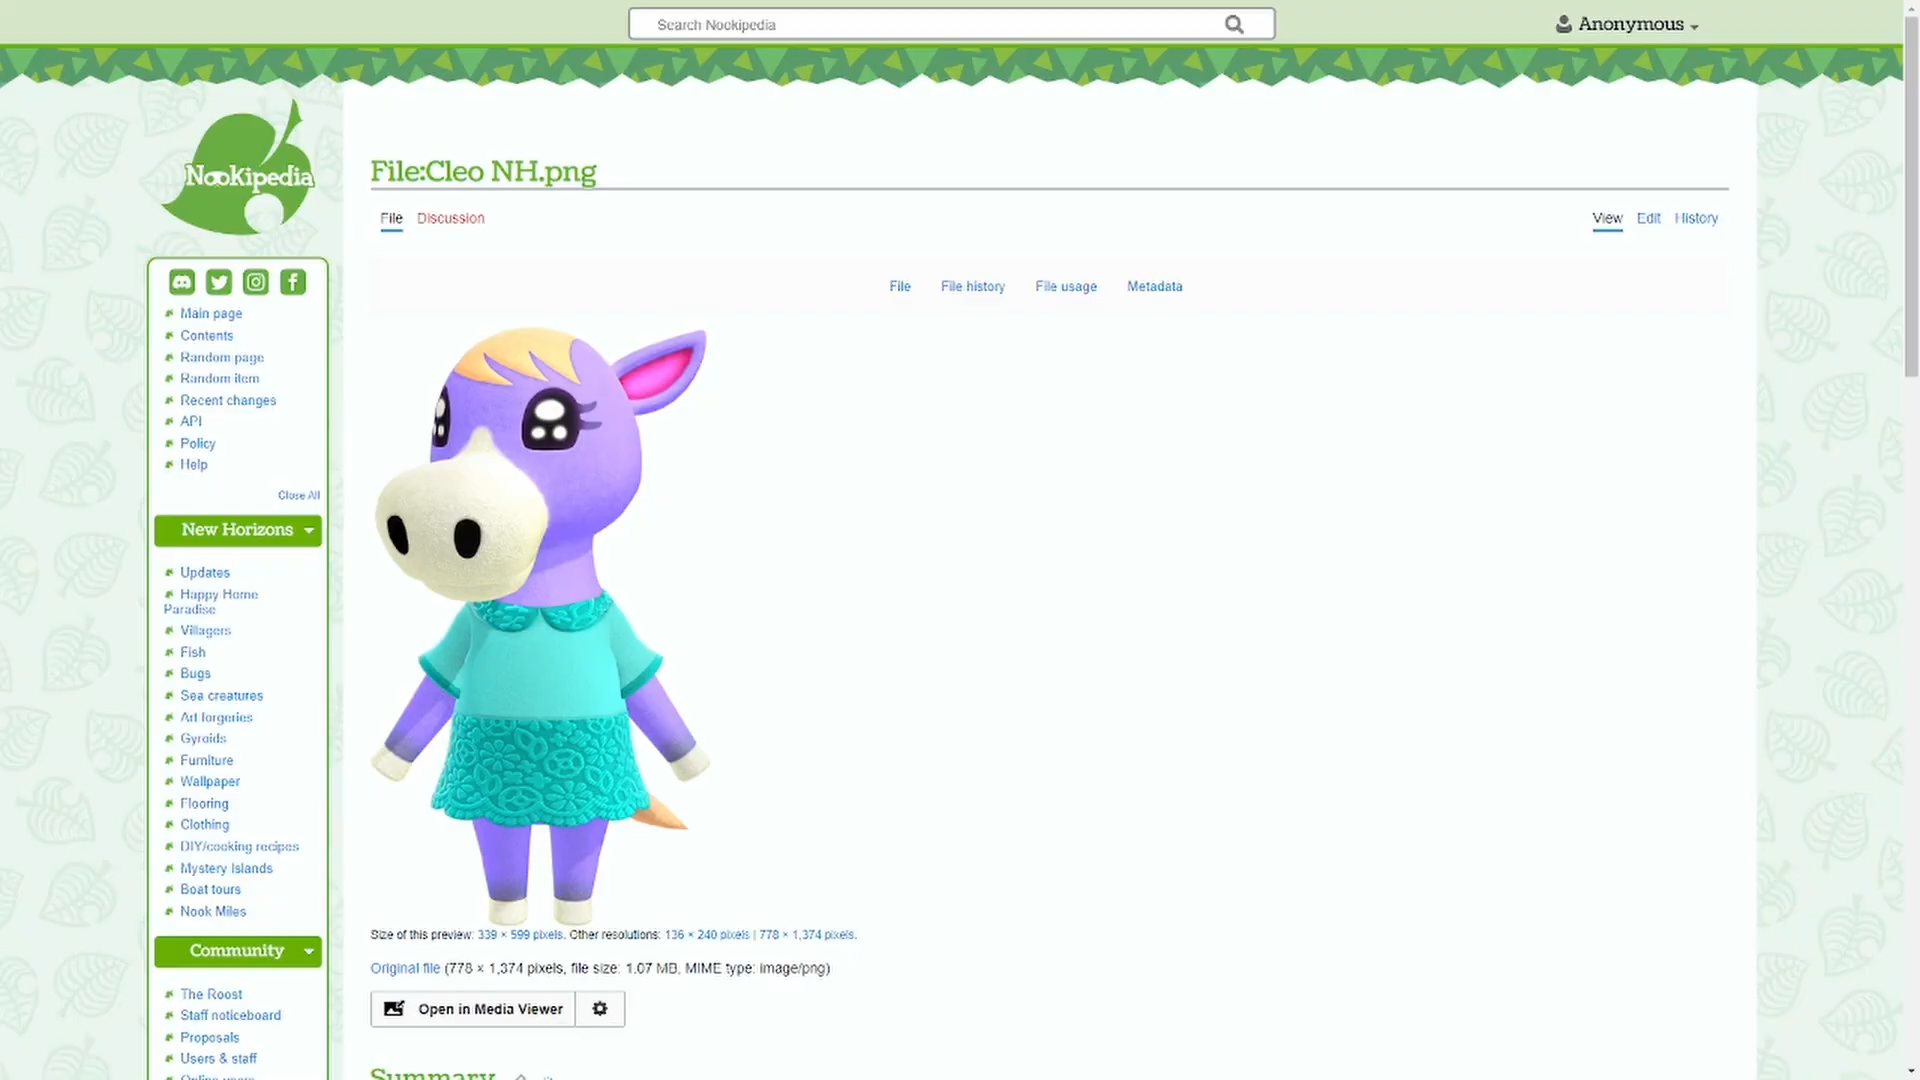 Search Nookipedia
Anonymous
Nookipedia
File:Cleo NH.png
File Discussion
View Edit History
File File history File usage Metadata
Main page
Contents
Random page
Random item
Recent changes
API
Policy
Help
Close All
New Horizons
Updates
Happy Home
Paradise
Villagers
Fish
Bugs
Sea creatures
Art forgeries
Gyroids
Furniture
Wallpaper
Flooring
Clothing
DIY/cooking recipes
Mystery Islands
Boat tours
Nook Miles
Community
The Roost
Staff noticeboard
Proposals
Users & staff
Size of this preview: 339 × 599 pixels. Other resolutions: 136 × 240 pixels | 778 × 1,374 pixels.
Original file (778 × 1,374 pixels, file size: 1.07 MB, MIME type: image/png)
Open in Media Viewer
Summary